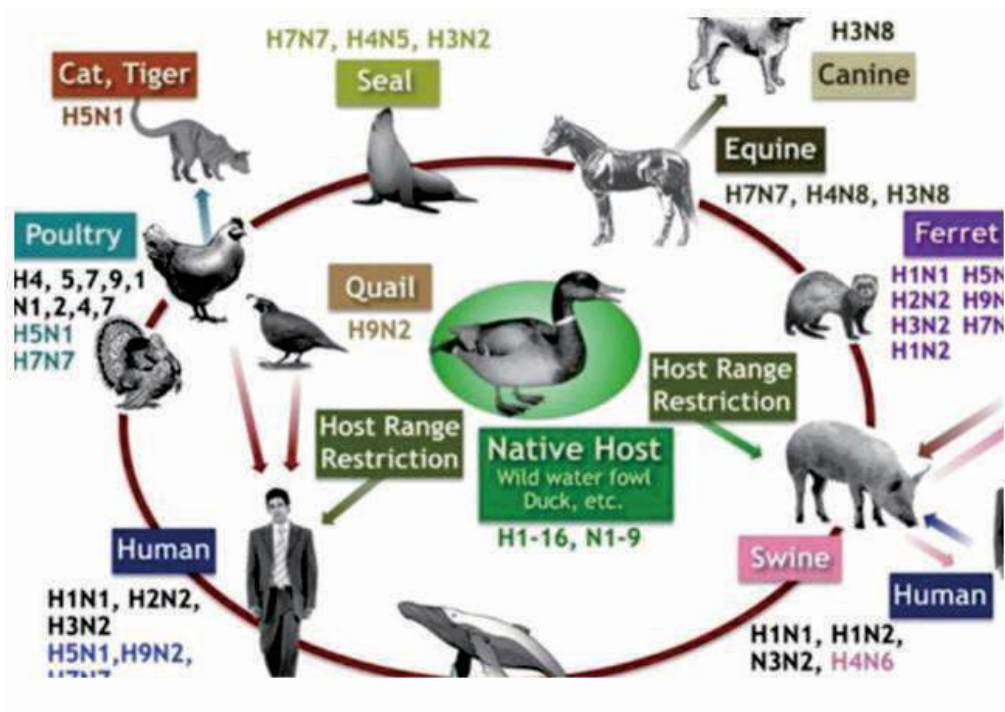 H7N7, H4N5, H3N2
Seal
Cat, Tiger
H5N1
H3N8
Canine
Equine
H7N7, H4N8, H3N8
Poultry
H4, 5,7,9,1
N1,2,4,7
H5N1
H7N7
Quail
H9N2
Ferret
H1N1 H5N
H2N2 H9N
H3N2 H7N
H1N2
Host Range
Restriction
Host Range
Restriction
Native Host
Wild water fowl
Duck, etc.
H1-16, N1-9
Human
H1N1, H2N2,
H3N2
H5N1,H9N2,
Swine
H1N1, H1N2,
N3N2, H4N6
Human